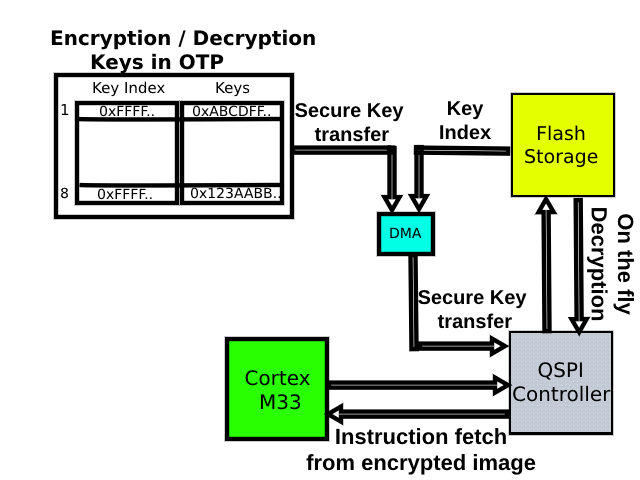 Encryption / Decryption
Keys in OTP
Key Index
Keys
1
0xFFFF..
0xABCDFF..
8
0xFFFF..
0x123AABB..
Secure Key
transfer
Key
Index
Flash
Storage
DMA
On the fly
Decryption
Secure Key
transfer
Cortex
M33
QSPI
Controller
Instruction fetch
from encrypted image